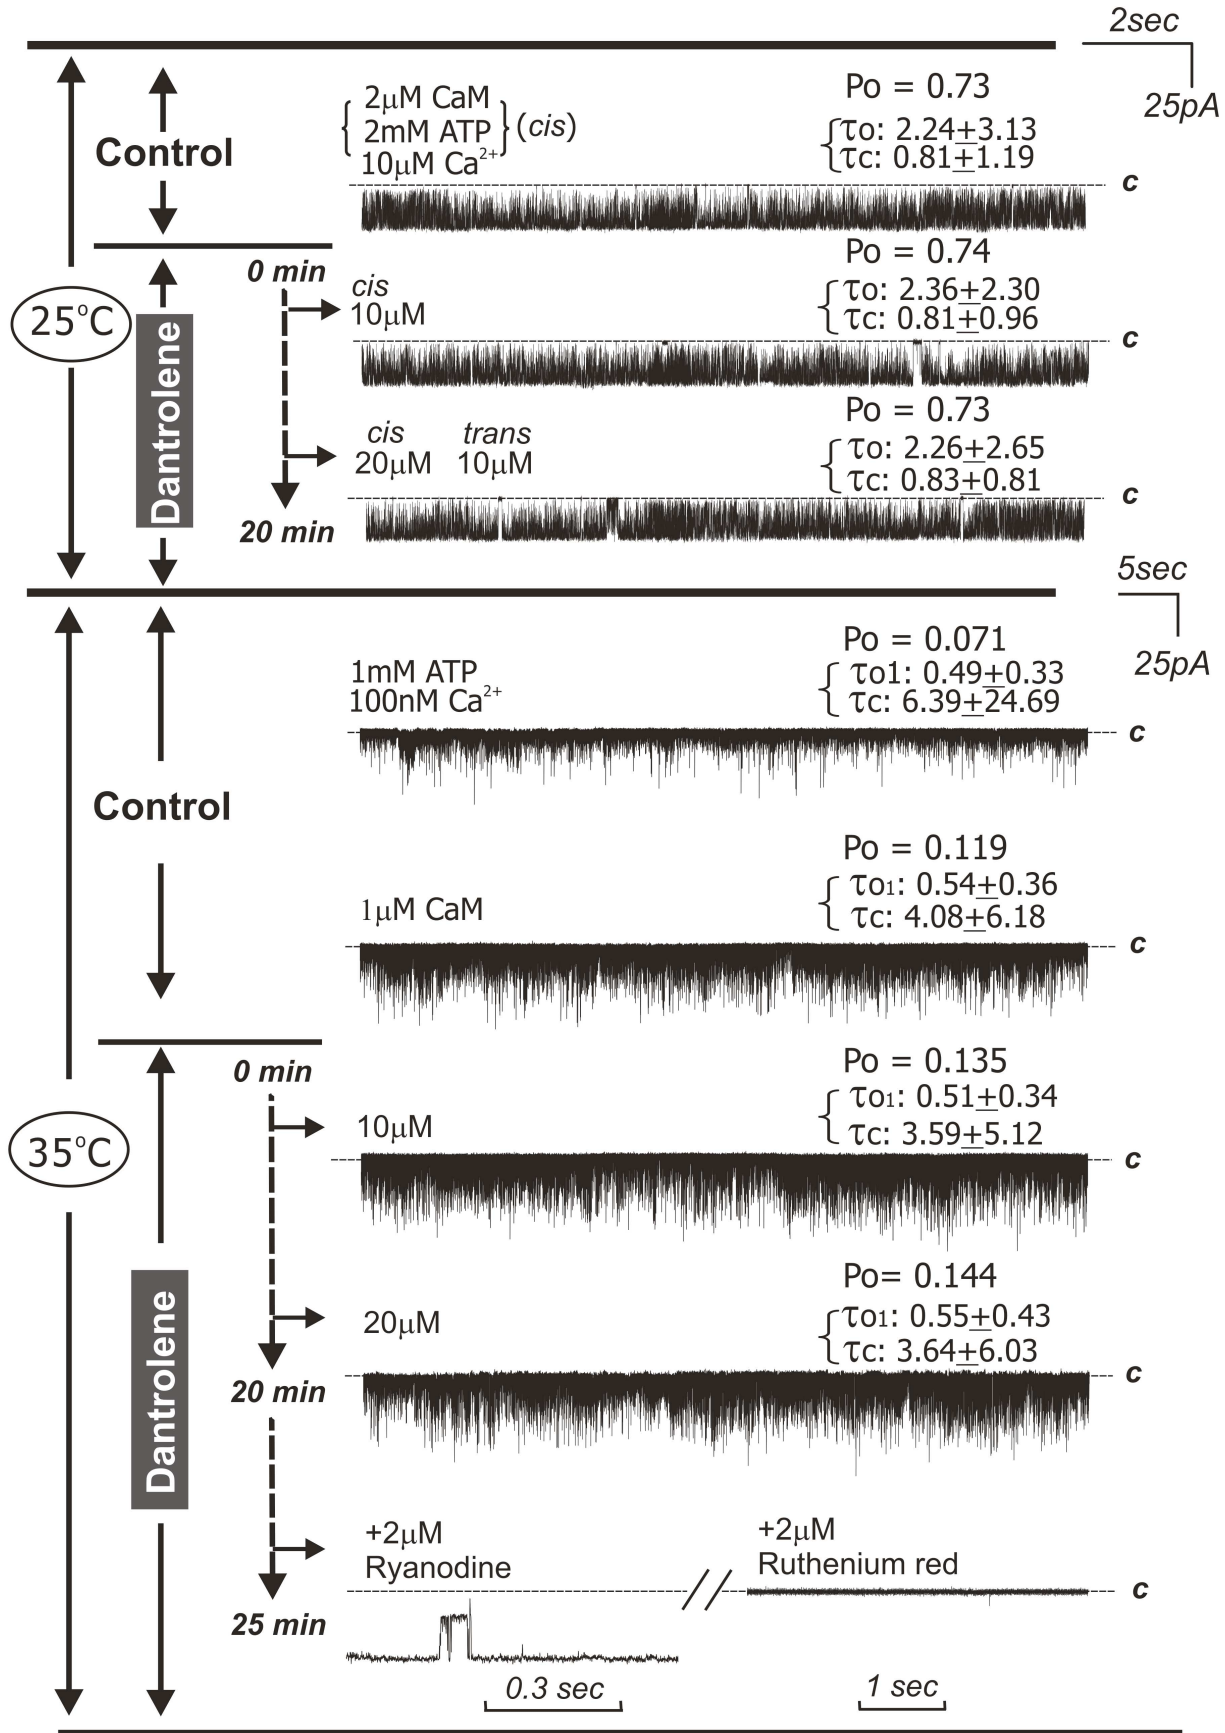 2sec
25pA
Control
2μM CaM
2mM ATP
(cis)
10μM Ca2+
Po = 0.73
τo: 2.24±3.13
τc: 0.81±1.19
c
25°C
Dantrolene
0 min
cis
10μM
Po = 0.74
τo: 2.36±2.30
τc: 0.81±0.96
c
cis trans
20μM 10μM
20 min
Po = 0.73
τo: 2.26±2.65
τc: 0.83±0.81
c
5sec
25pA
Control
1mM ATP
100nM Ca2+
Po = 0.071
τo1: 0.49±0.33
τc: 6.39±24.69
c
1μM CaM
Po = 0.119
τo1: 0.54±0.36
τc: 4.08±6.18
c
35°C
Dantrolene
0 min
10μM
Po = 0.135
τo1: 0.51±0.34
τc: 3.59±5.12
c
20μM
20 min
Po= 0.144
τo1: 0.55±0.43
τc: 3.64±6.03
c
+2μM
Ryanodine
+2μM
Ruthenium red
c
25 min
0.3 sec
1 sec